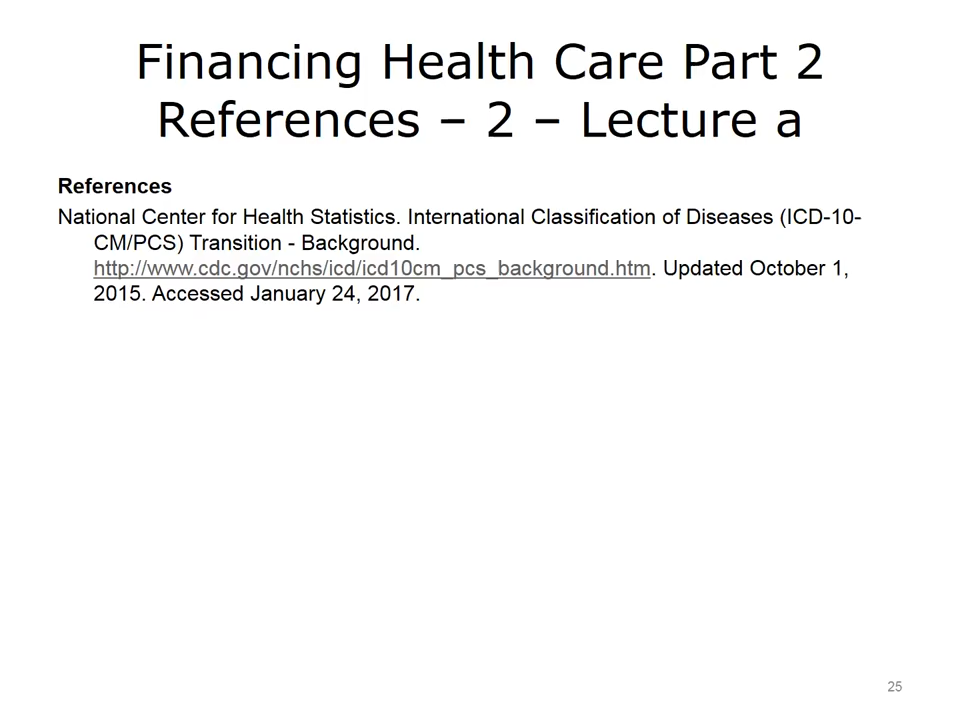 Financing Health Care Part 2
References – 2 – Lecture a
References
National Center for Health Statistics. International Classification of Diseases (ICD-10-
CM/PCS) Transition - Background.
http://www.cdc.gov/nchs/icd/icd10cm_pcs_background.htm. Updated October 1,
2015. Accessed January 24, 2017.
25